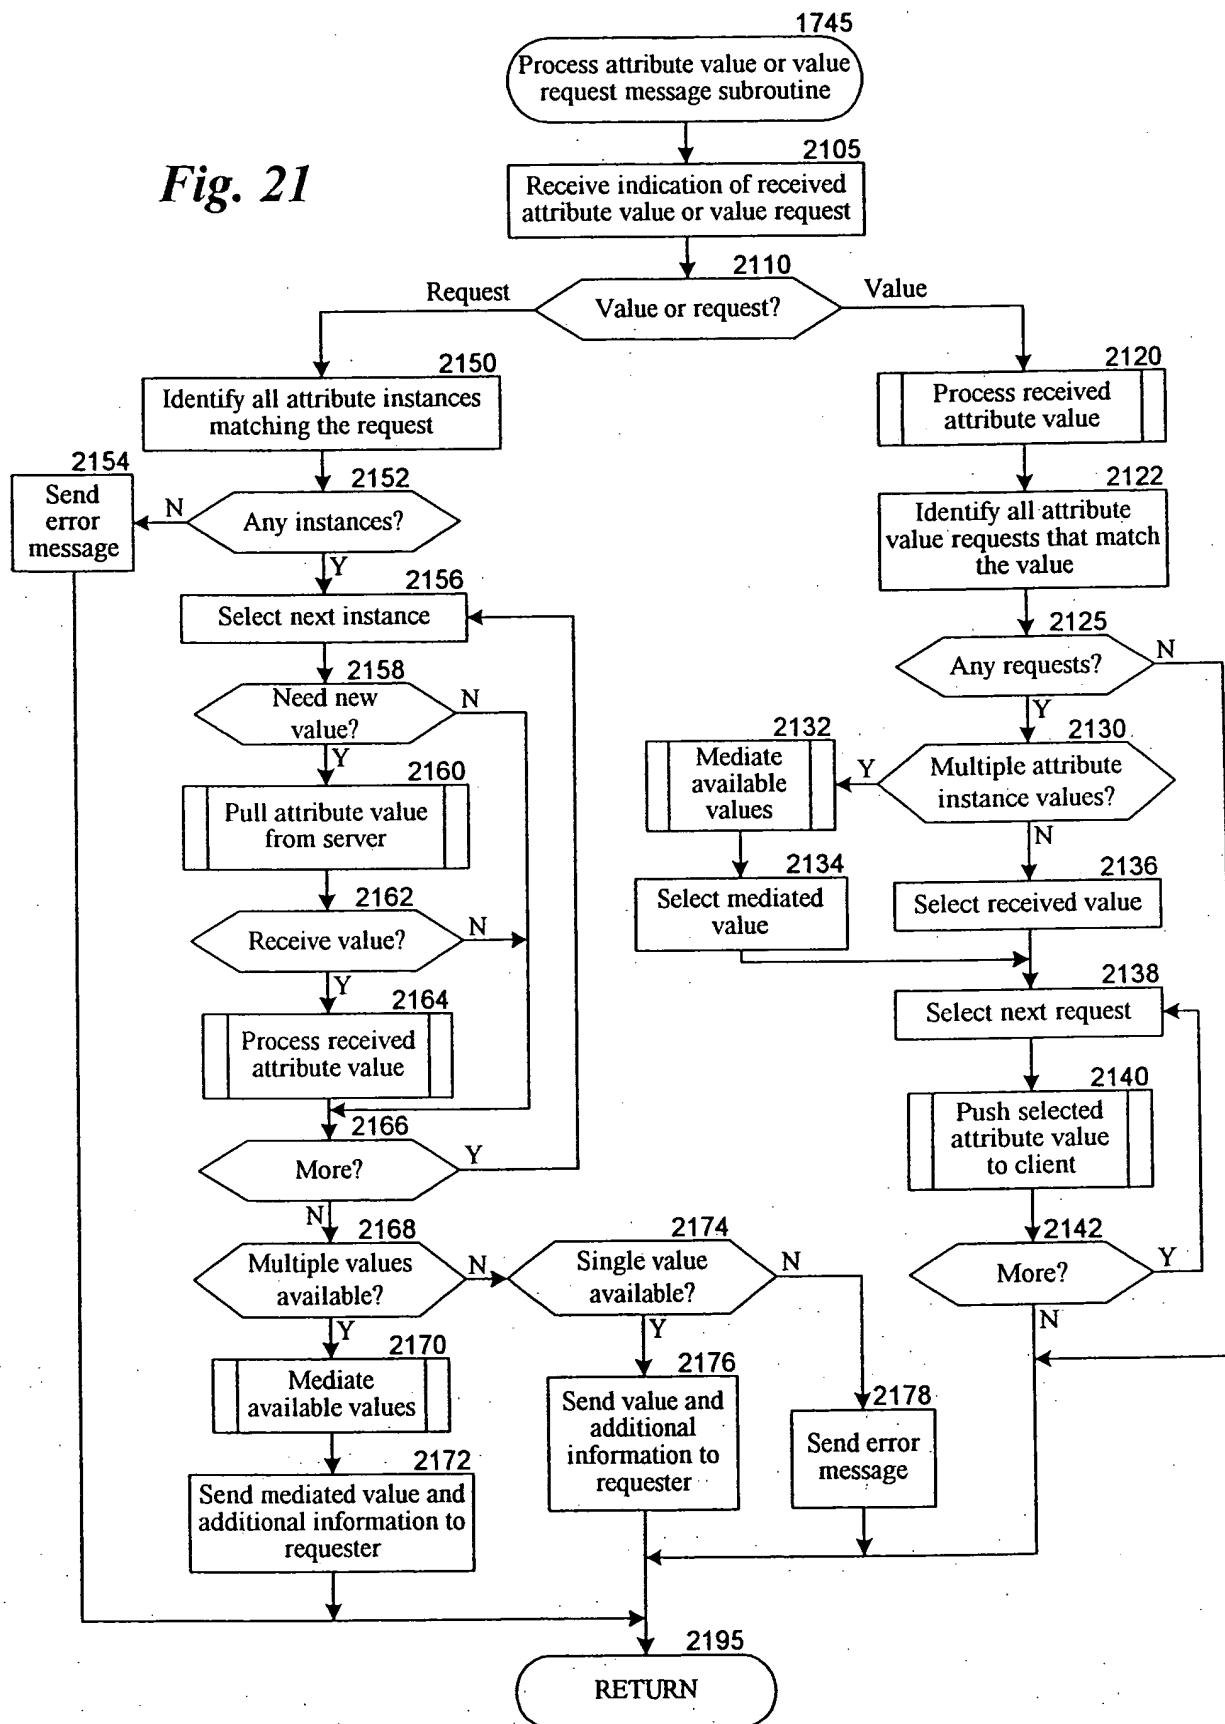 1745
Process attribute value or value
request message subroutine
Fig. 21
2105
Receive indication of received
attribute value or value request
2110
Value or request?
Request
Value
2150
Identify all attribute instances
matching the request
2154
Send
error
message
2152
Any instances?
N
Y
2156
Select next instance
2158
Need new
value?
N
Y
2160
Pull attribute value
from server
2162
Receive value?
N
Y
2164
Process received
attribute value
2166
More?
Y
N
2168
Multiple values
available?
N
Y
2170
Mediate
available values
2172
Send mediated value and
additional information to
requester
2174
Single value
available?
N
Y
2176
Send value and
additional
information to
requester
2178
Send error
message
2120
Process received
attribute value
2122
Identify all attribute
value requests that match
the value
2125
Any requests?
N
Y
2130
Multiple attribute
instance values?
Y
N
2132
Mediate
available
values
2134
Select mediated
value
2136
Select received value
2138
Select next request
2140
Push selected
attribute value
to client
2142
More?
Y
N
2195
RETURN